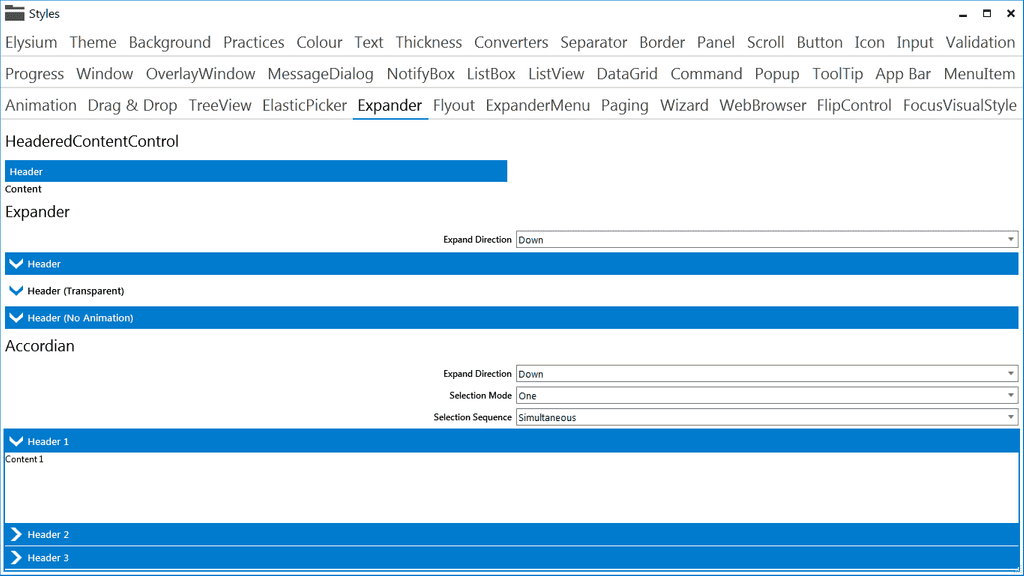 Styles
Elysium Theme Background Practices Colour Text Thickness Converters Separator Border Panel Scroll Button Icon Input Validation
Progress Window OverlayWindow MessageDialog NotifyBox ListBox ListView DataGrid Command Popup ToolTip App Bar MenuItem
Animation Drag & Drop TreeView ElasticPicker Expander Flyout ExpanderMenu Paging Wizard WebBrowser FlipControl FocusVisualStyle
HeaderedContentControl
Header
Content
Expander
Expand Direction Down
Header
Header (Transparent)
Header (No Animation)
Accordian
Expand Direction Down
Selection Mode One
Selection Sequence Simultaneous
Header 1
Content1
Header 2
Header 3